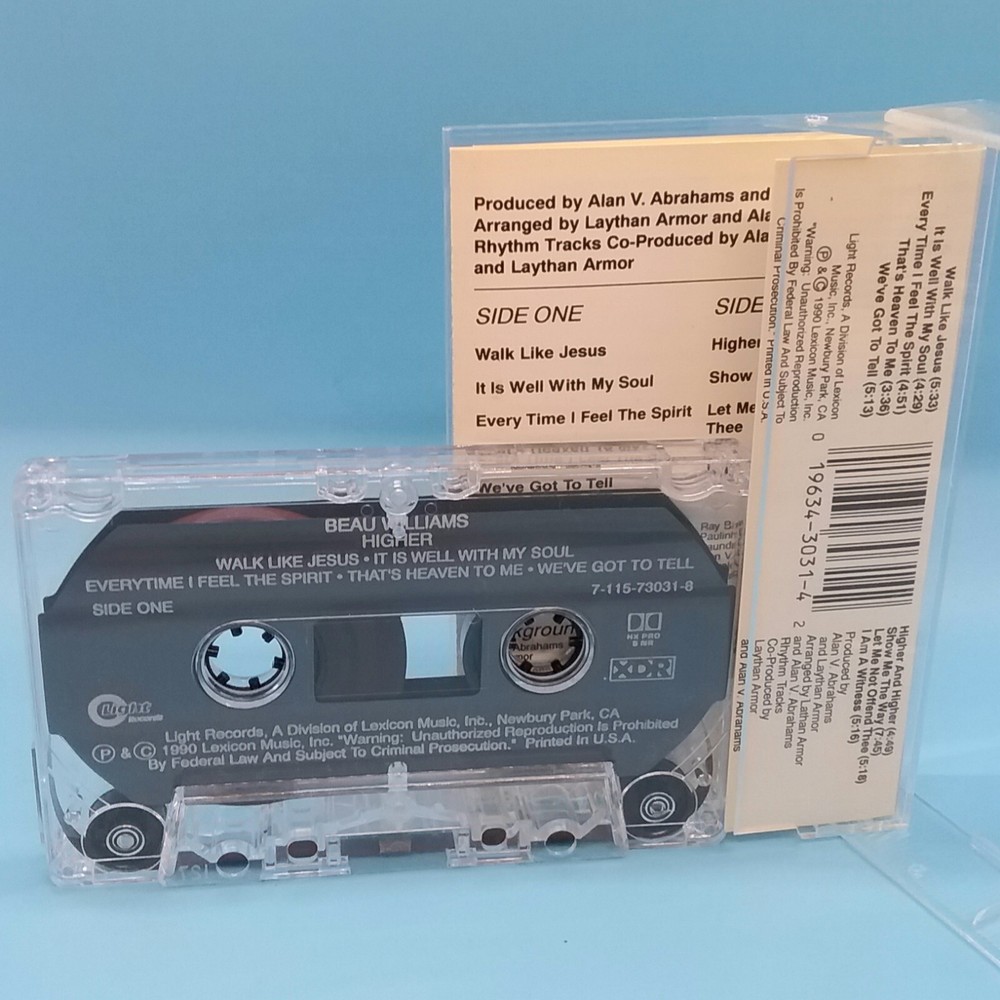 Produced by Alan V. Abrahams and
Arranged by Laythan Armor and Ala
Rhythm Tracks Co-Produced by Ala
and Laythan Armor
SIDE ONE
SIDE
Walk Like Jesus
Higher
It Is Well With My Soul
Show
Every Time I Feel The Spirit
Let Me
Thee
We've Got To Tell
Ray
BEAU WILLIAMS
HIGHER
WALK LIKE JESUS • IT IS WELL WITH MY SOUL
EVERYTIME I FEEL THE SPIRIT • THAT'S HEAVEN TO ME • WE'VE GOT TO TELL
SIDE ONE
7-115-73031-8
kgroun
Abrahams
mor
HX PRO
B NR
XDR
Light
Records
Light Records, A Division of Lexicon Music, Inc., Newbury Park, CA
Ⓟ & © 1990 Lexicon Music, Inc. "Warning: Unauthorized Reproduction Is Prohibited
By Federal Law And Subject To Criminal Prosecution." Printed In U.S.A.
Walk Like Jesus (5:33)
It Is Well With My Soul (4:29)
Every Time I Feel The Spirit (4:51)
That's Heaven To Me (3:36)
We've Got To Tell (5:13)
Light Records, A Division of Lexicon
Music, Inc., Newbury Park, CA
Ⓟ & © 1990 Lexicon Music, Inc.
"Warning: Unauthorized Reproduction
Is Prohibited By Federal Law And Subject To
Criminal Prosecution." Printed in U.S.A.
0 19634-3031-4 2
Higher And Higher (4:49)
Show Me The Way (7:45)
Let Me Not Offend Thee (5:18)
I Am A Witness (5:16)
Produced by
Alan V. Abrahams
and Laythan Armor
Arranged by Lathan Armor
and Alan V. Abrahams
Rhythm Tracks
Co-Produced by
Laythan Armor
and Alan V. Abrahams